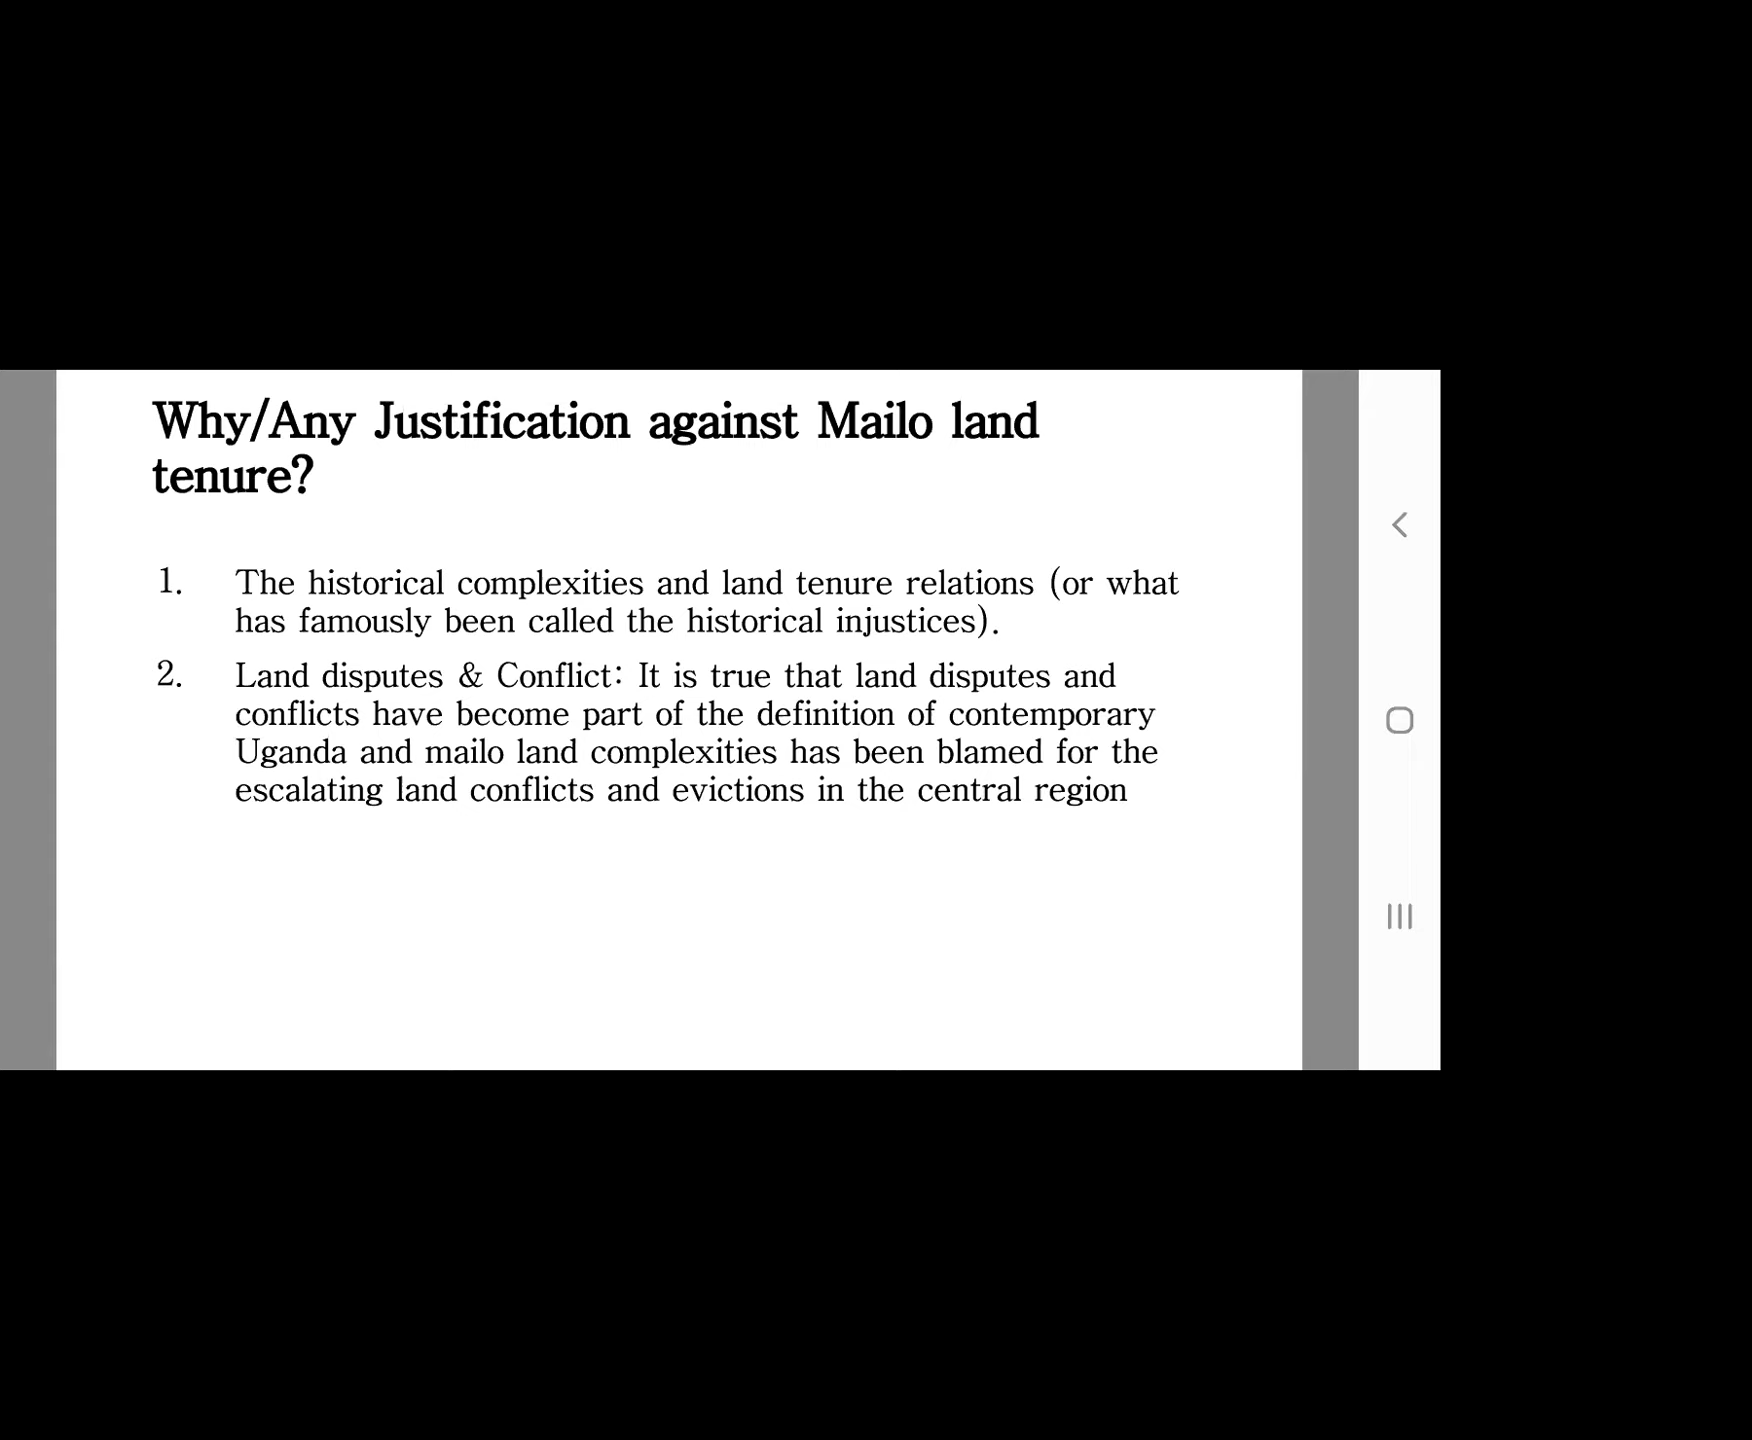 Why/Any Justification against Mailo land
tenure?
1. The historical complexities and land tenure relations (or what
has famously been called the historical injustices).
2. Land disputes & Conflict: It is true that land disputes and
conflicts have become part of the definition of contemporary
Uganda and mailo land complexities has been blamed for the
escalating land conflicts and evictions in the central region